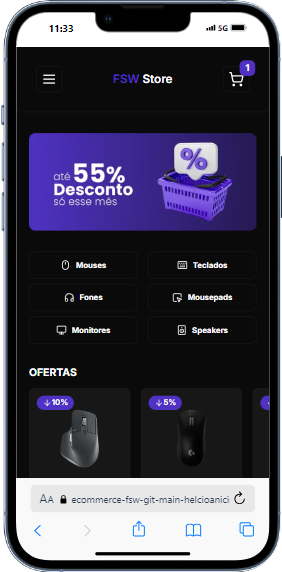 11:33
5G
FSW Store
1
%
até 55%
Desconto
só esse mês
Mouses
Teclados
Fones
Mousepads
Monitores
Speakers
OFERTAS
10%
5%
AA ecommerce-fsw-git-main-helcioanici